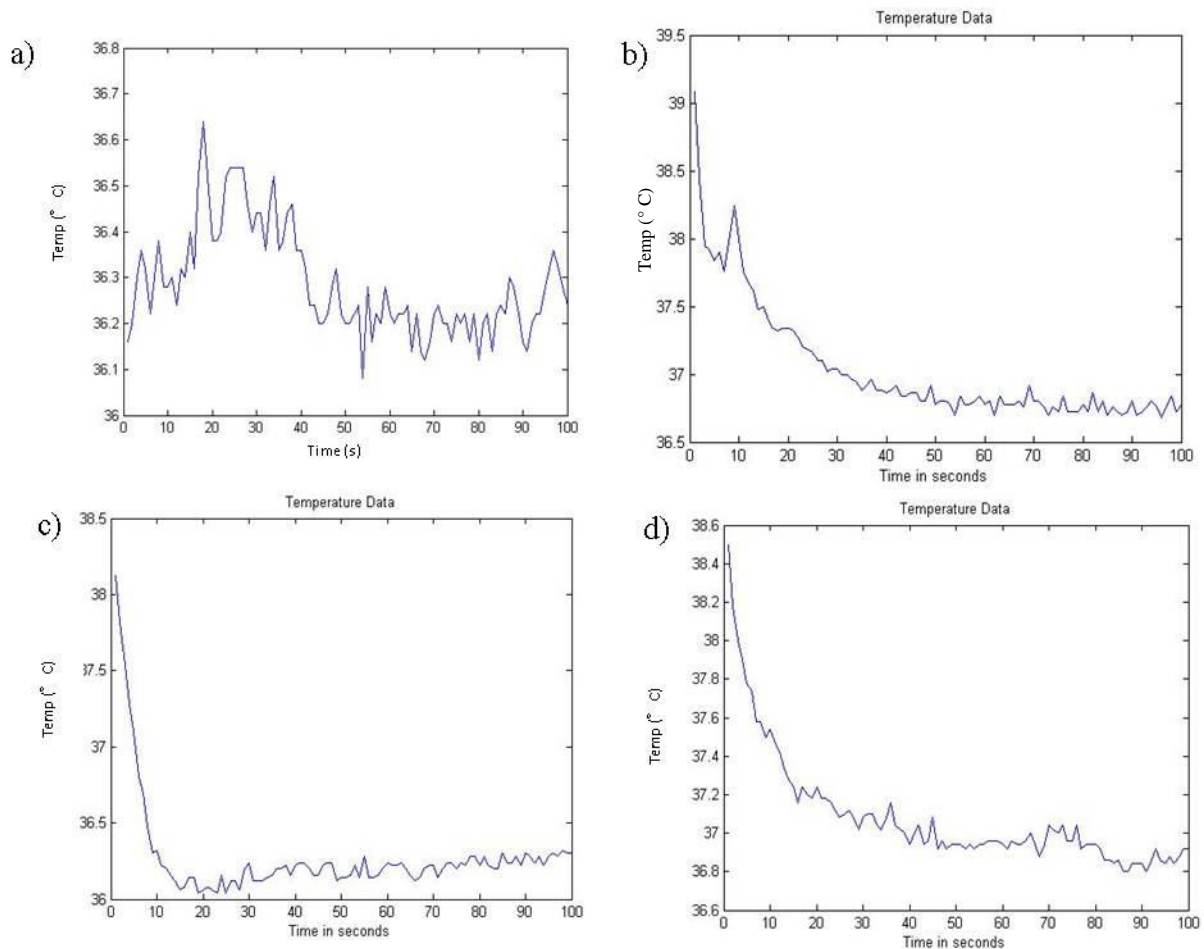 a)
36.8
36.7
36.6
36.5
36.4
36.3
36.2
36.1
36
Temp (° C)
0 10 20 30 40 50 60 70 80 90 100
Time (s)
b)
Temperature Data
39.5
39
38.5
38
37.5
37
36.5
Temp (° C)
0 10 20 30 40 50 60 70 80 90 100
Time in seconds
c)
Temperature Data
38.5
38
37.5
37
36.5
36
Temp (° C)
0 10 20 30 40 50 60 70 80 90 100
Time in seconds
d)
Temperature Data
38.6
38.4
38.2
38
37.8
37.6
37.4
37.2
37
36.8
36.6
Temp (° C)
0 10 20 30 40 50 60 70 80 90 100
Time in seconds